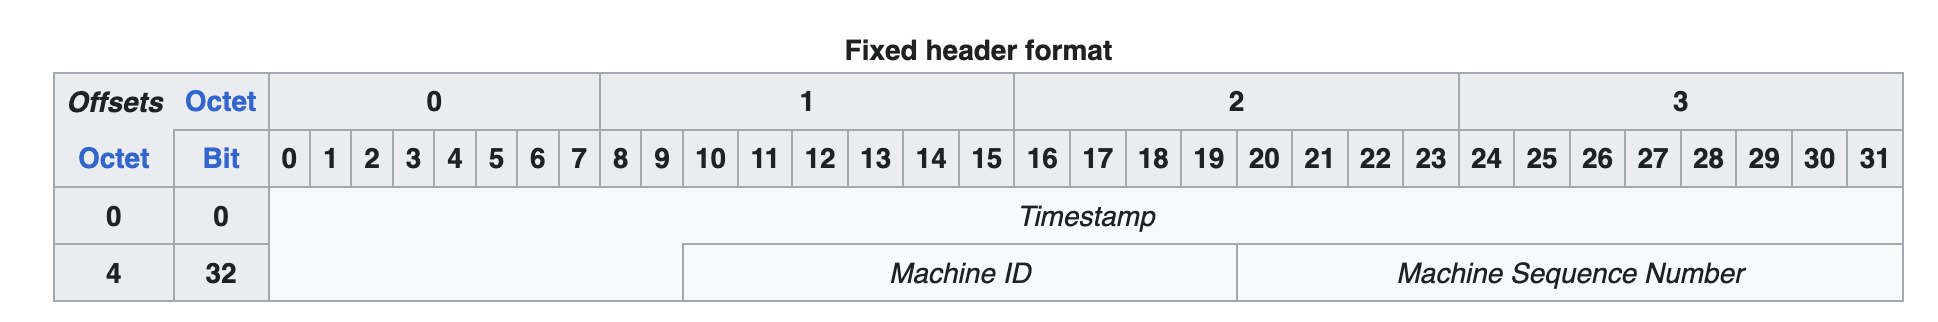 Fixed header format
Offsets Octet 0 1 2 3
Octet Bit 0 1 2 3 4 5 6 7 8 9 10 11 12 13 14 15 16 17 18 19 20 21 22 23 24 25 26 27 28 29 30 31
0 0 Timestamp
4 32 Machine ID Machine Sequence Number